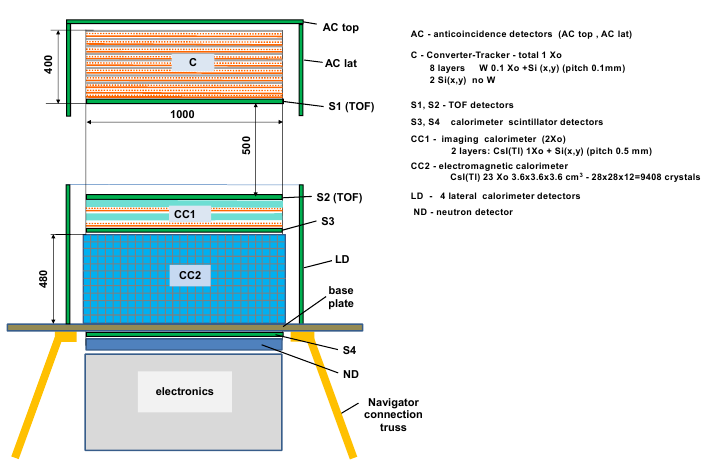 AC top
AC lat
C
400
S1 (TOF)
1000
500
S2 (TOF)
CC1
S3
CC2
480
LD
base
plate
S4
ND
electronics
Navigator
connection
truss
AC - anticoincidence detectors (AC top , AC lat)
C - Converter-Tracker - total 1 Xo
8 layers W 0.1 Xo +Si (x,y) (pitch 0.1mm)
2 Si(x,y) no W
S1, S2 - TOF detectors
S3, S4 calorimeter scintillator detectors
CC1 - imaging calorimeter (2Xo)
2 layers: CsI(Tl) 1Xo + Si(x,y) (pitch 0.5 mm)
CC2 - electromagnetic calorimeter
CsI(Tl) 23 Xo 3.6x3.6x3.6 cm³ - 28x28x12=9408 crystals
LD - 4 lateral calorimeter detectors
ND - neutron detector